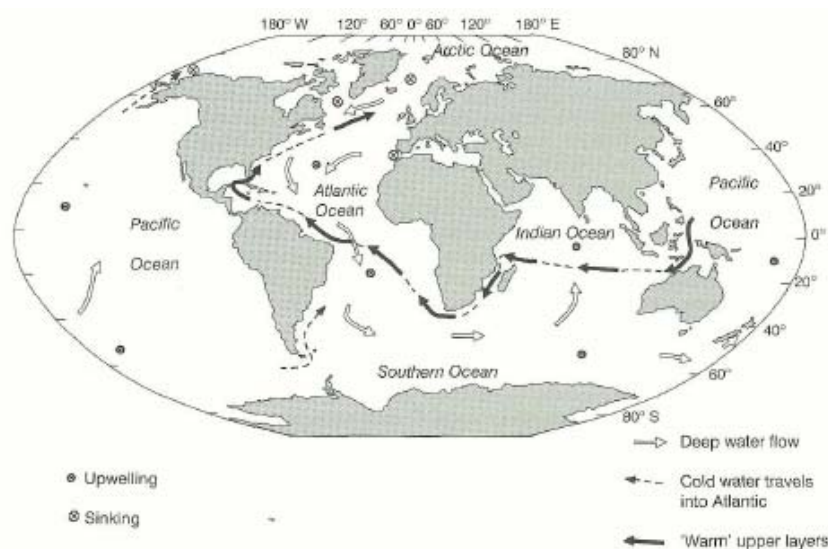 180° W 120° 60° 0° 60° 120° 180° E
Arctic Ocean
80° N
60°
40°
Pacific
Atlantic
Ocean
Indian Ocean
Ocean
0°
Pacific
Ocean
20°
40°
Southern Ocean
60°
80° S
Deep water flow
Upwelling
Cold water travels
into Atlantic
Sinking
'Warm' upper layers